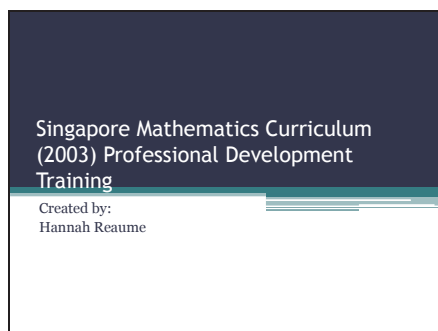 Singapore Mathematics Curriculum
(2003) Professional Development
Training
Created by:
Hannah Reaume